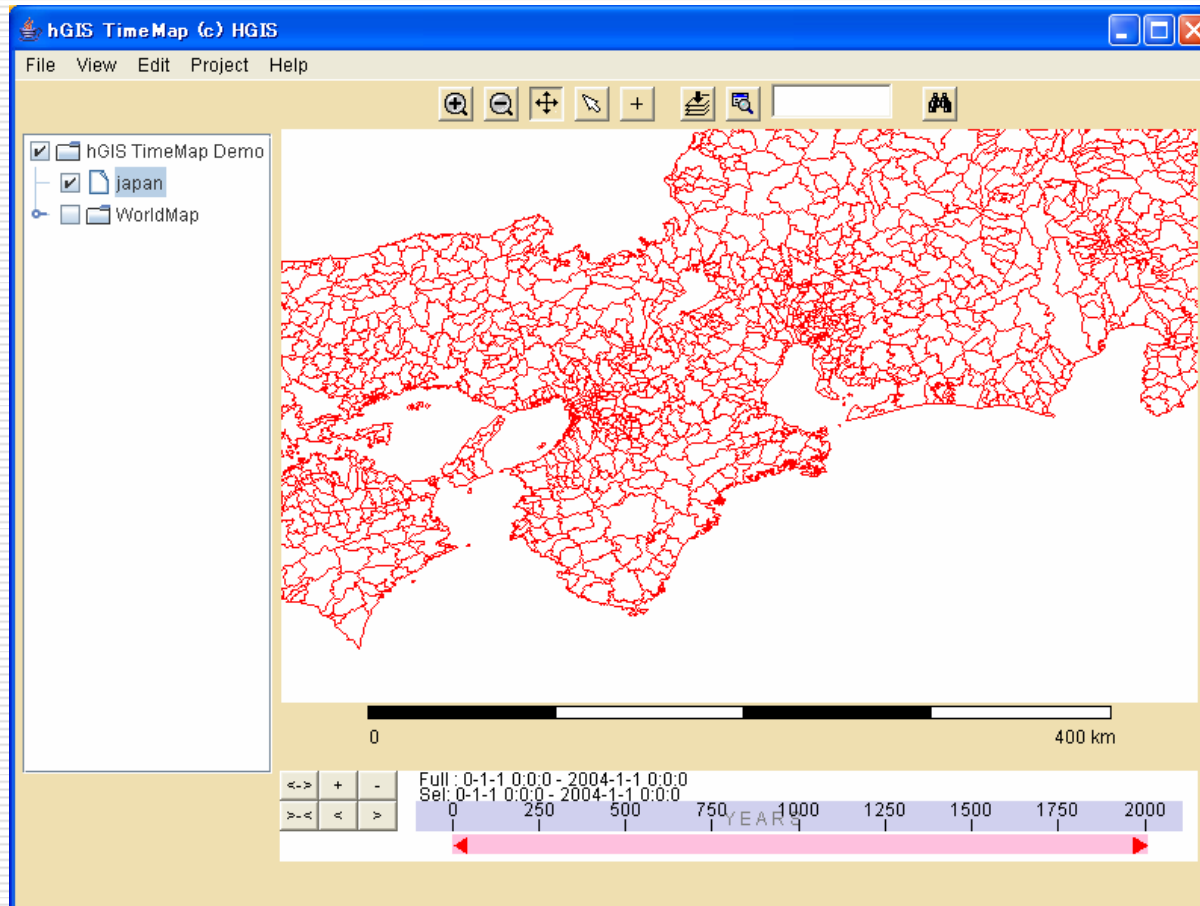 hGIS TimeMap (c) HGIS
File View Edit Project Help
+
hGIS TimeMap Demo
japan
WorldMap
0 400 km
<-> + -
>-< < >
Full : 0-1-1 0:0:0 - 2004-1-1 0:0:0
Sel: 0-1-1 0:0:0 - 2004-1-1 0:0:0
0 250 500 750 1000 1250 1500 1750 2000
YEARS